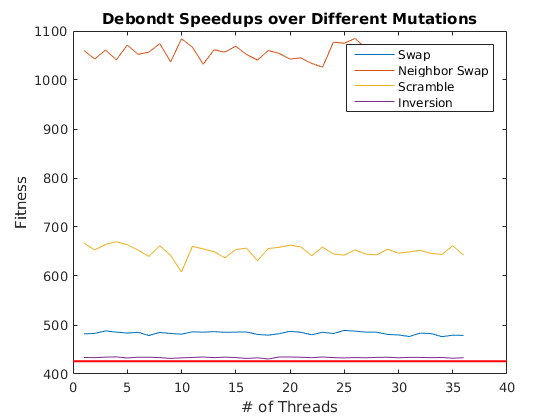 Debondt Speedups over Different Mutations
1100
1000
900
800
700
600
500
400
Fitness
Swap
Neighbor Swap
Scramble
Inversion
0 5 10 15 20 25 30 35 40
# of Threads